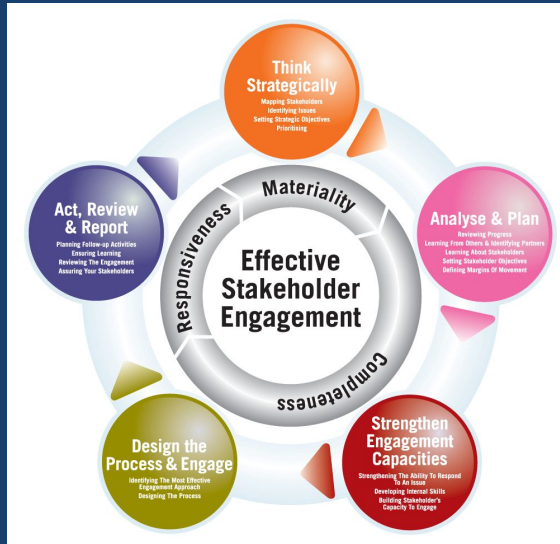 Think
Strategically
Mapping Stakeholders
Identifying Issues
Setting Strategic Objectives
Prioritising
Analyse & Plan
Reviewing Progress
Learning From Others & Identifying Partners
Learning About Stakeholders
Setting Stakeholder Objectives
Defining Margins Of Movement
Strengthen
Engagement
Capacities
Strengthening The Ability To Respond
To An Issue
Developing Internal Skills
Building Stakeholder's
Capacity To Engage
Design the
Process & Engage
Identifying The Most Effective
Engagement Approach
Designing The Process
Act, Review
& Report
Planning Follow-up Activities
Ensuring Learning
Reviewing The Engagement
Assuring Your Stakeholders
Materiality
Completeness
Responsiveness
Effective
Stakeholder
Engagement